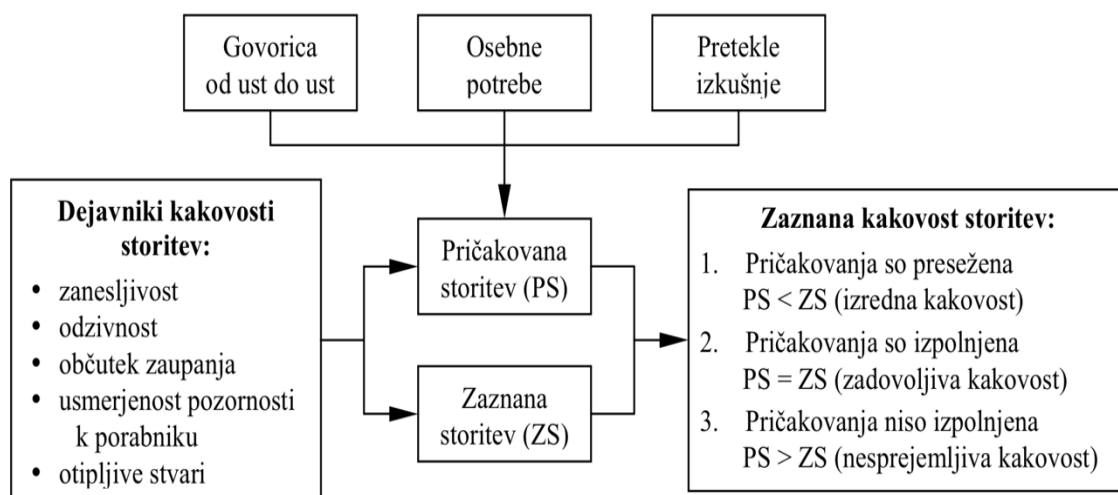 Govorica
od ust do ust
Osebne
potrebe
Pretekle
izkušnje
Dejavniki kakovosti
storitev:
• zanesljivost
• odzivnost
• občutek zaupanja
• usmerjenost pozornosti
k porabniku
• otipljive stvari
Pričakovana
storitev (PS)
Zaznana
storitev (ZS)
Zaznana kakovost storitev:
1. Pričakovanja so presežena
PS < ZS (izredna kakovost)
2. Pričakovanja so izpolnjena
PS = ZS (zadovoljiva kakovost)
3. Pričakovanja niso izpolnjena
PS > ZS (nesprejemljiva kakovost)